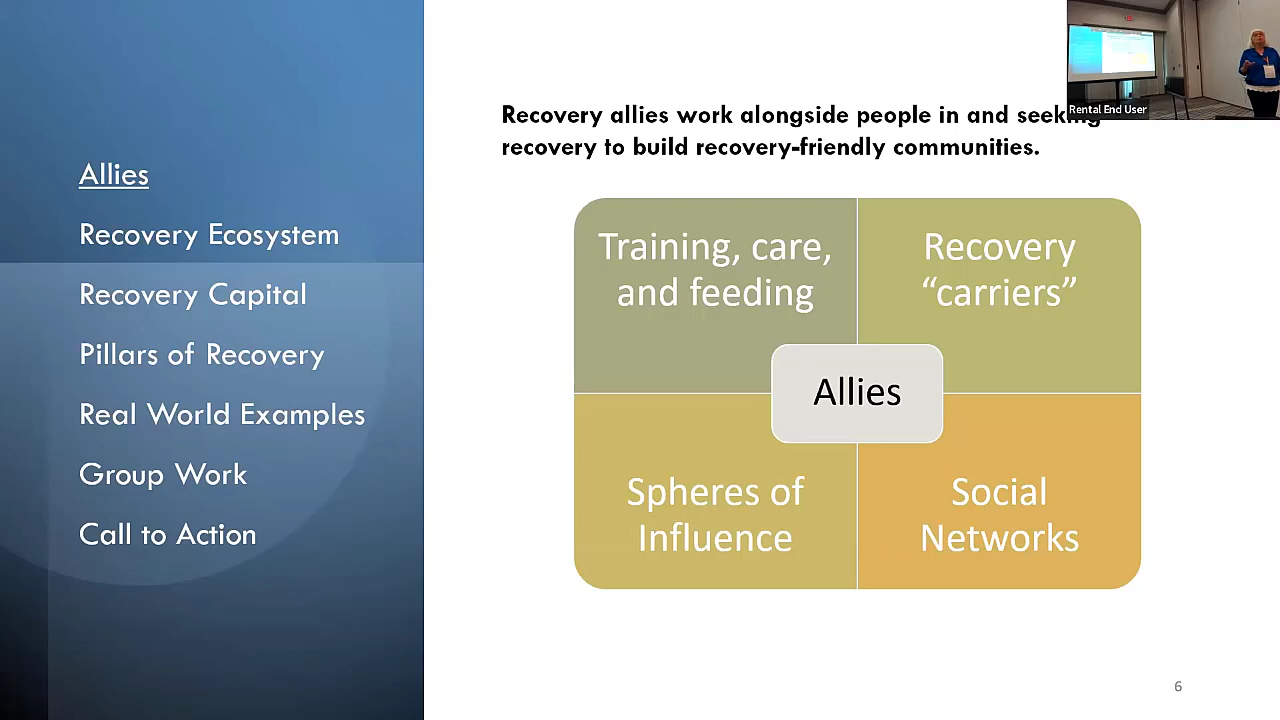 Allies
Recovery Ecosystem
Recovery Capital
Pillars of Recovery
Real World Examples
Group Work
Call to Action
Recovery allies work alongside people in and seeking
recovery to build recovery-friendly communities.
Training, care,
and feeding
Recovery
“carriers”
Allies
Spheres of
Influence
Social
Networks
6
Rental End User